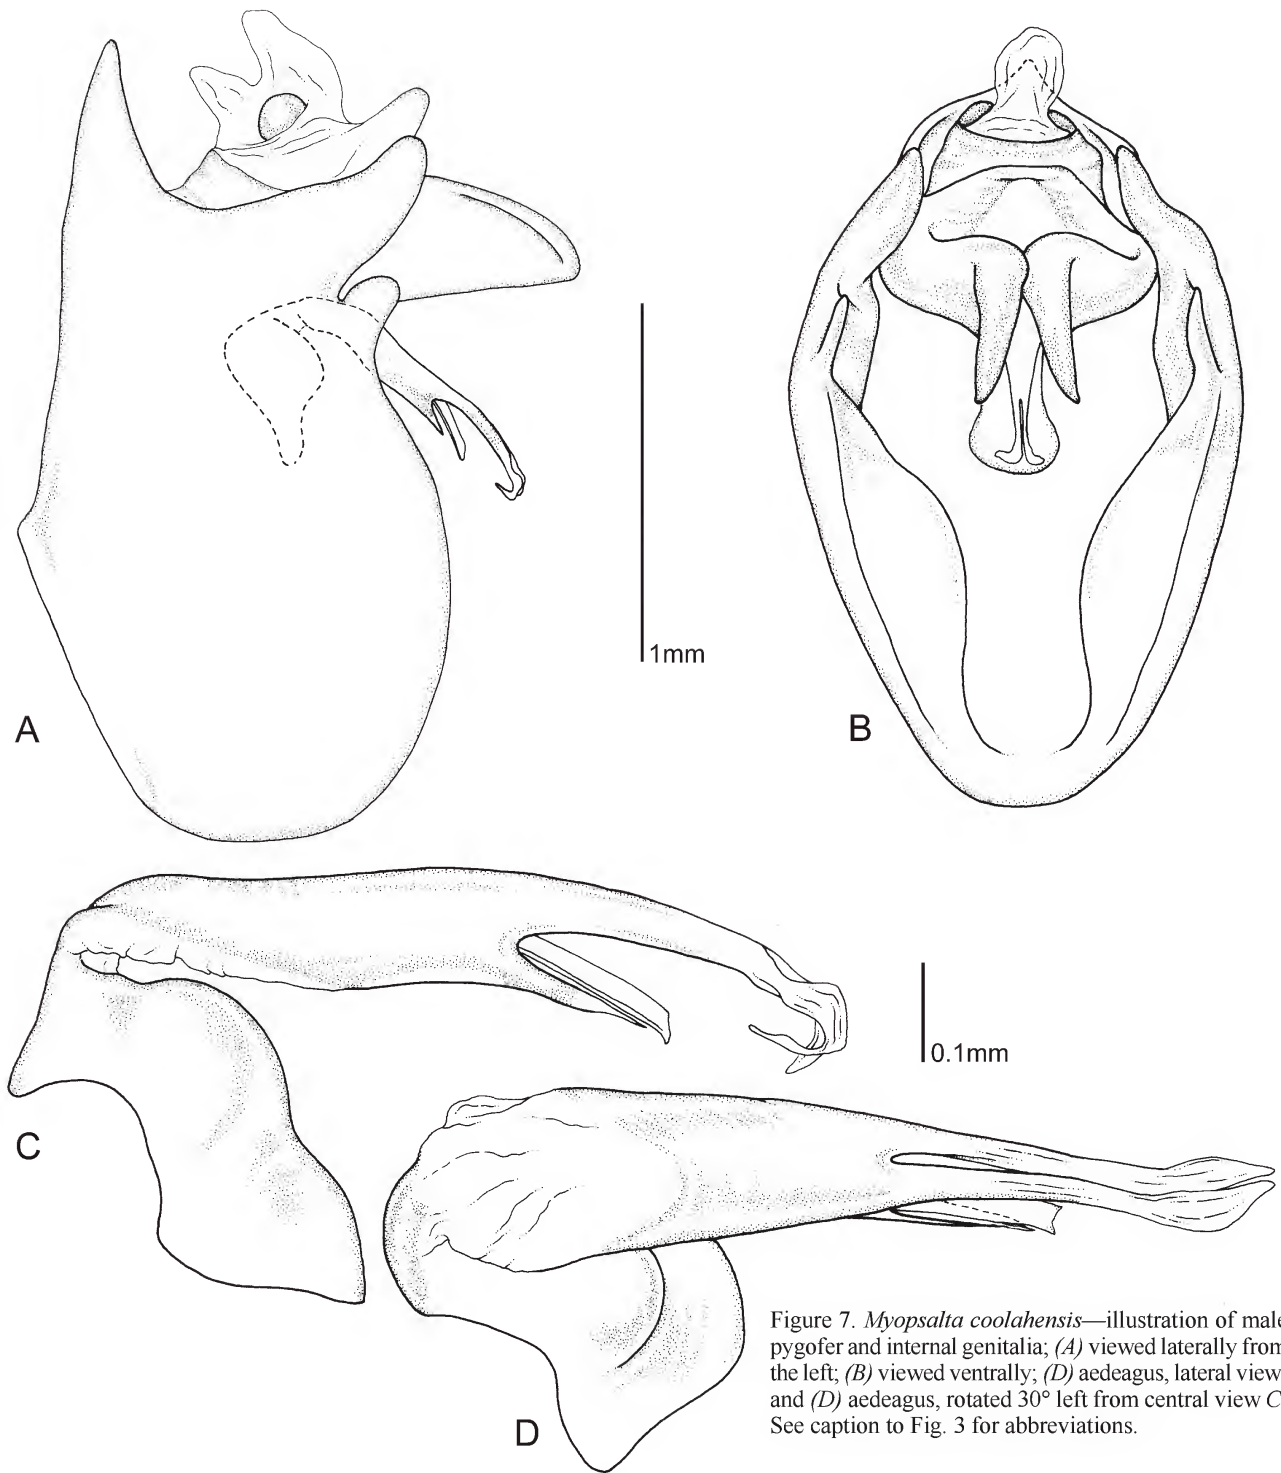 1mm
A
B
0.1mm
C
D
Figure 7. Myopsalta coolahensis—illustration of male
pygofer and internal genitalia; (A) viewed laterally from
the left; (B) viewed ventrally; (D) aedeagus, lateral view
and (D) aedeagus, rotated 30° left from central view C
See caption to Fig. 3 for abbreviations.